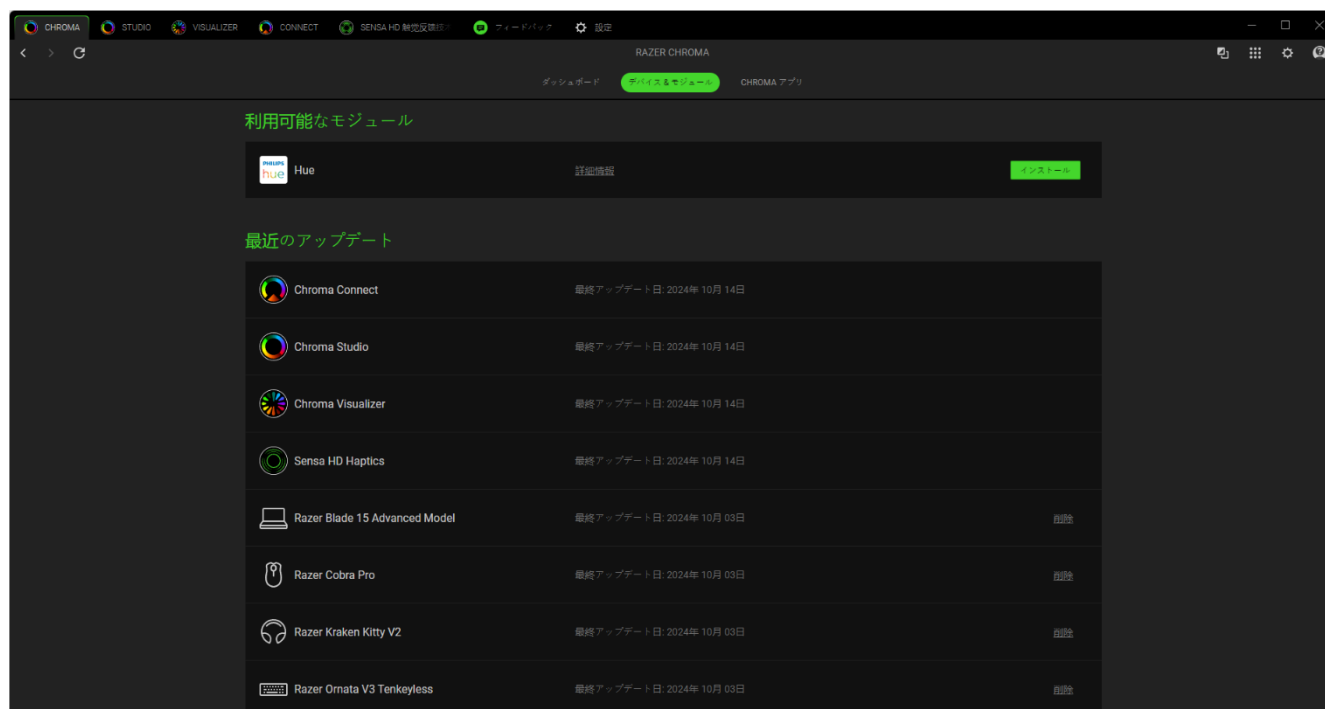 CHROMA STUDIO VISUALIZER CONNECT フィードバック 設定
RAZER CHROMA
ダッシュボード デバイス & モジュール CHROMA アプリ
利用可能なモジュール
PHILIPS
hue
Hue 詳細情報 インストール
最近のアップデート
Chroma Connect 最終アップデート日: 2024年 10月 14日
Chroma Studio 最終アップデート日: 2024年 10月 14日
Chroma Visualizer 最終アップデート日: 2024年 10月 14日
Sensa HD Haptics 最終アップデート日: 2024年 10月 14日
Razer Blade 15 Advanced Model 最終アップデート日: 2024年 10月 03日 削除
Razer Cobra Pro 最終アップデート日: 2024年 10月 03日 削除
Razer Kraken Kitty V2 最終アップデート日: 2024年 10月 03日 削除
Razer Ornata V3 Tenkeyless 最終アップデート日: 2024年 10月 03日 削除